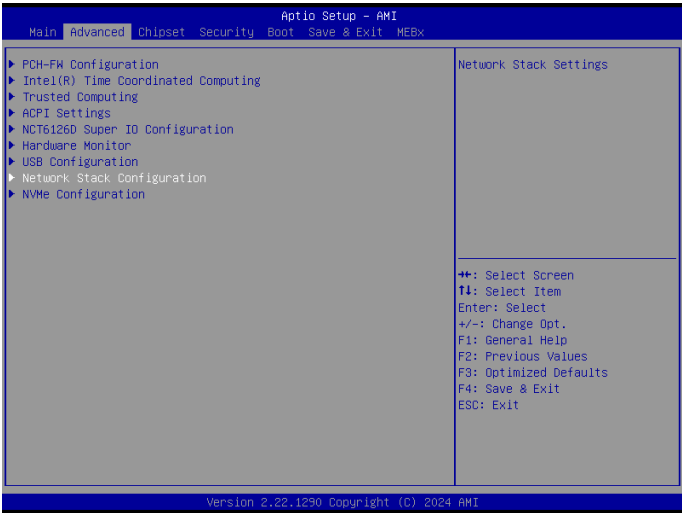 Aptio Setup - AMI
Main Advanced Chipset Security Boot Save & Exit MEBx
PCH-FW Configuration
Intel(R) Time Coordinated Computing
Trusted Computing
ACPI Settings
NCT6126D Super IO Configuration
Hardware Monitor
USB Configuration
Network Stack Configuration
NVMe Configuration
Network Stack Settings
→←: Select Screen
↑↓: Select Item
Enter: Select
+/-: Change Opt.
F1: General Help
F2: Previous Values
F3: Optimized Defaults
F4: Save & Exit
ESC: Exit
Version 2.22.1290 Copyright (C) 2024 AMI